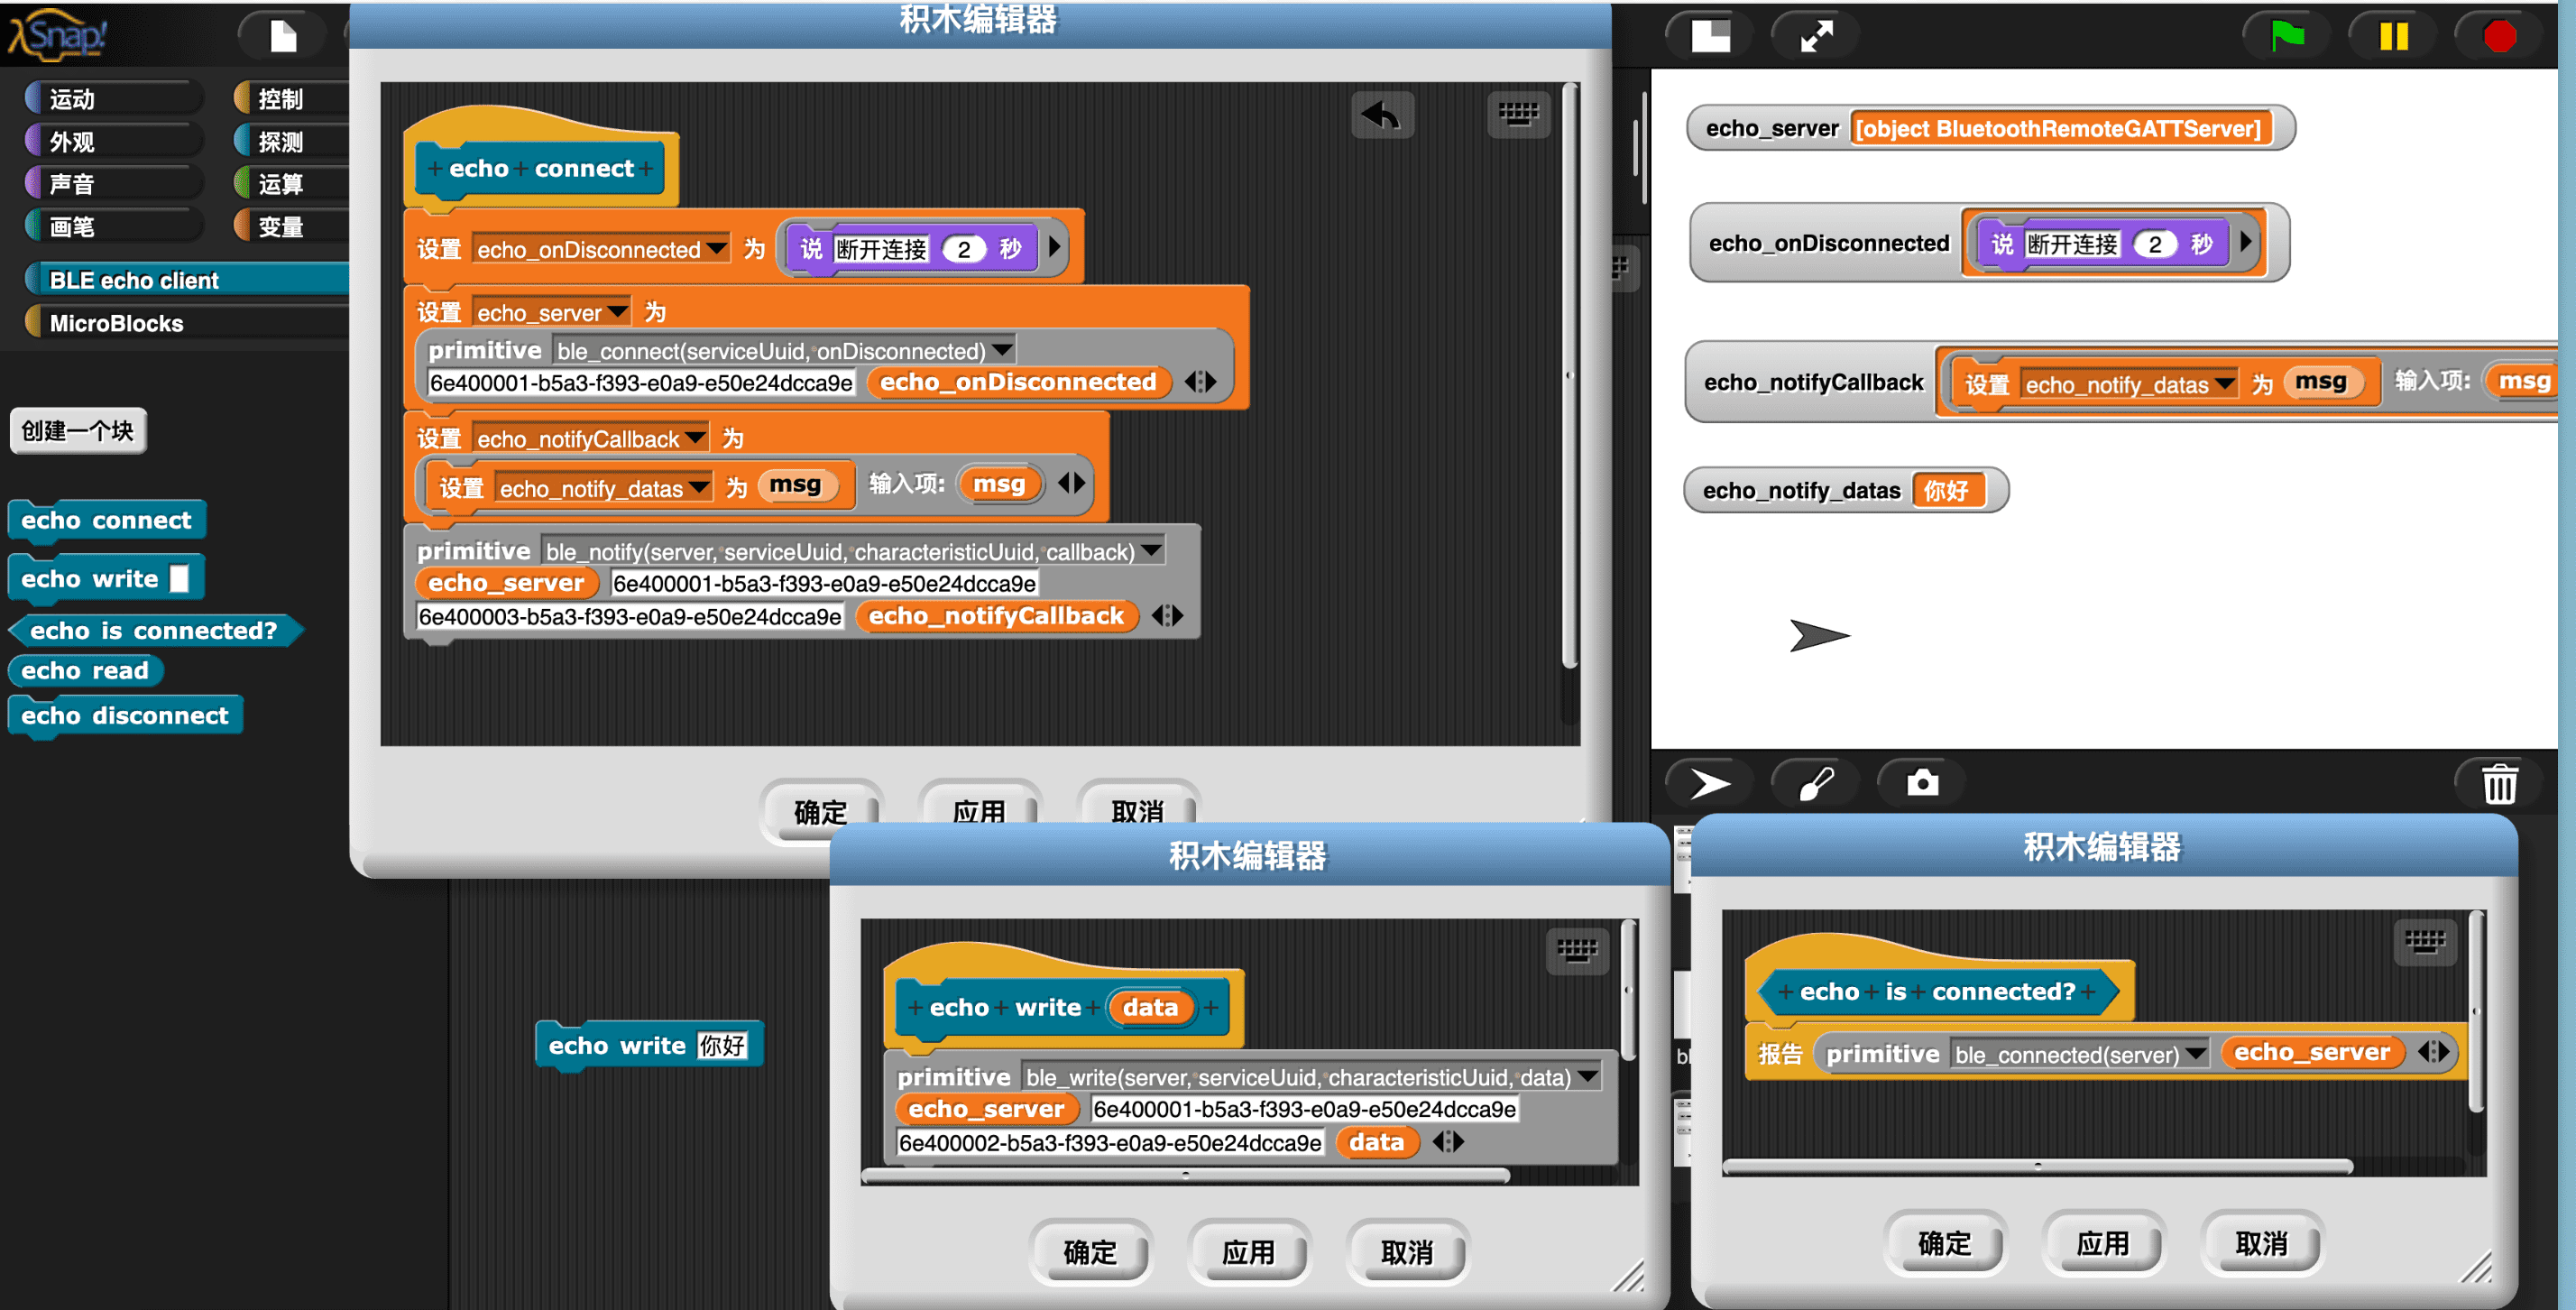 λSnap!
运动
控制
外观
探测
声音
运算
画笔
变量
BLE echo client
MicroBlocks
创建一个块
echo connect
echo write
echo is connected?
echo read
echo disconnect
积木编辑器
+ echo + connect +
设置 echo_onDisconnected 为 说 断开连接 2 秒
设置 echo_server 为
primitive ble_connect(serviceUuid, onDisconnected)
6e400001-b5a3-f393-e0a9-e50e24dcca9e echo_onDisconnected
设置 echo_notifyCallback 为
设置 echo_notify_datas 为 msg 输入项: msg
primitive ble_notify(server, serviceUuid, characteristicUuid, callback)
echo_server 6e400001-b5a3-f393-e0a9-e50e24dcca9e
6e400003-b5a3-f393-e0a9-e50e24dcca9e echo_notifyCallback
确定 应用 取消
echo_server [object BluetoothRemoteGATTServer]
echo_onDisconnected 说 断开连接 2 秒
echo_notifyCallback 设置 echo_notify_datas 为 msg 输入项: msg
echo_notify_datas 你好
echo write 你好
积木编辑器
+ echo + write + data +
primitive ble_write(server, serviceUuid, characteristicUuid, data)
echo_server 6e400001-b5a3-f393-e0a9-e50e24dcca9e
6e400002-b5a3-f393-e0a9-e50e24dcca9e data
确定 应用 取消
bl
积木编辑器
+ echo + is + connected? +
报告 primitive ble_connected(server) echo_server
确定 应用 取消